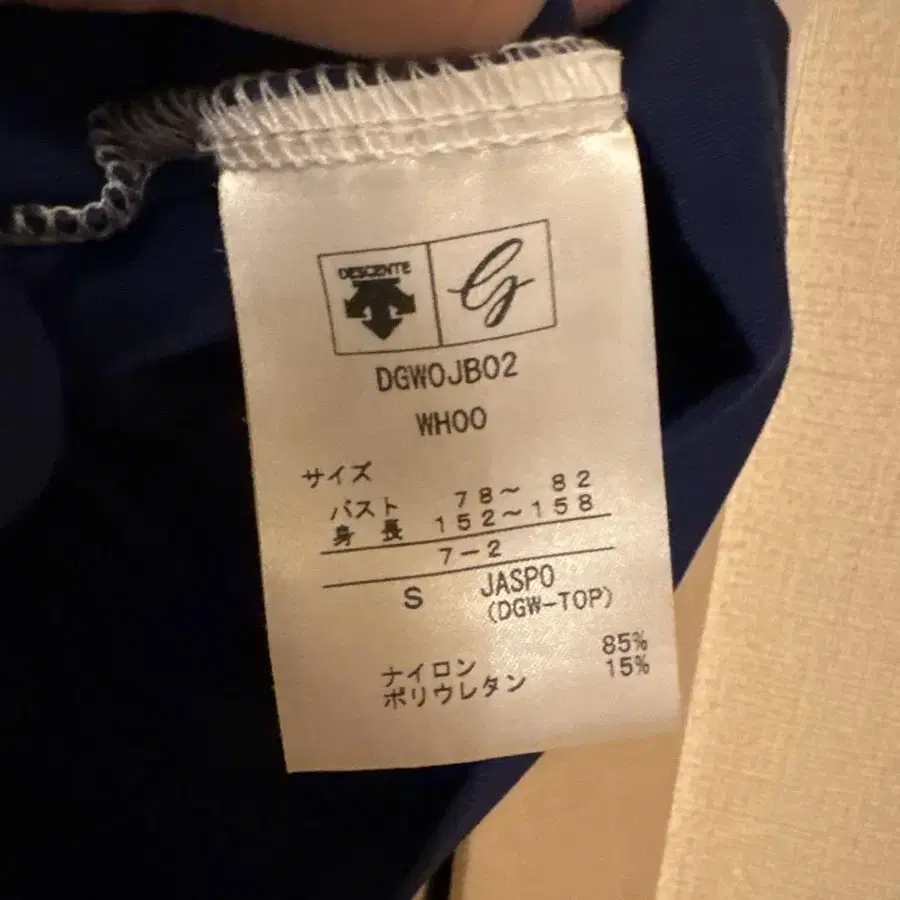 DESCENTE
G
DGWOJB02
WH00
サイズ
バスト 78～ 82
身 長 152～158
7-2
S JASPO
(DGW-TOP)
ナイロン 85%
ポリウレタン 15%